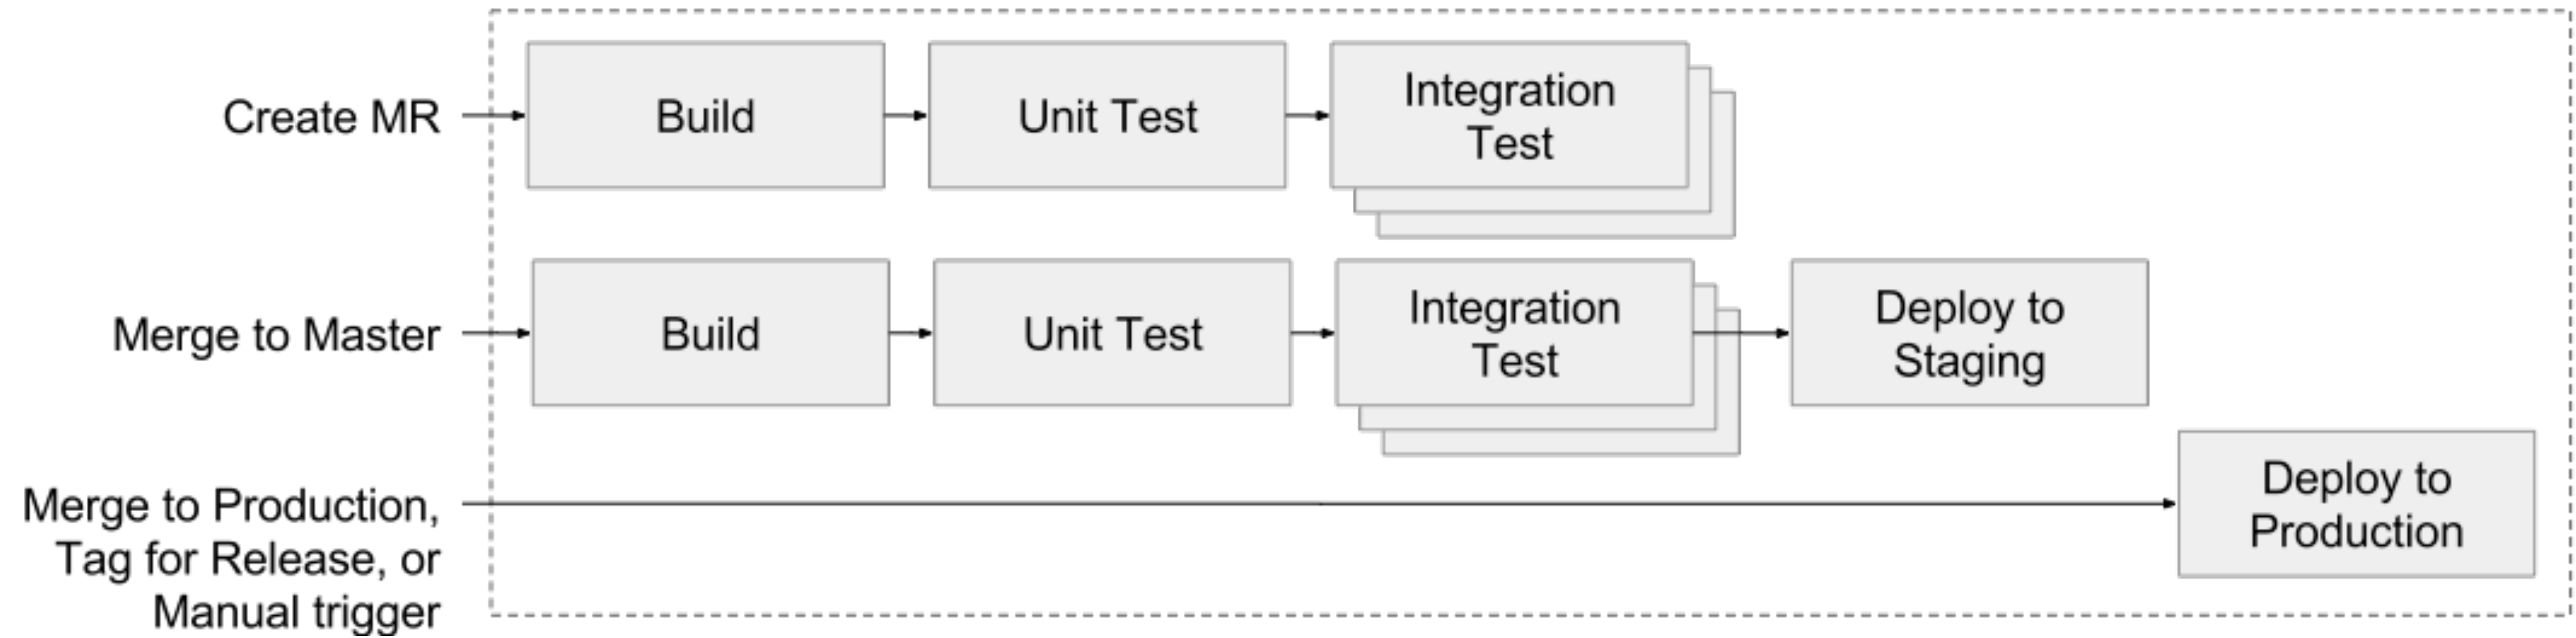 Create MR
Build
Unit Test
Integration
Test
Merge to Master
Build
Unit Test
Integration
Test
Deploy to
Staging
Merge to Production,
Tag for Release, or
Manual trigger
Deploy to
Production